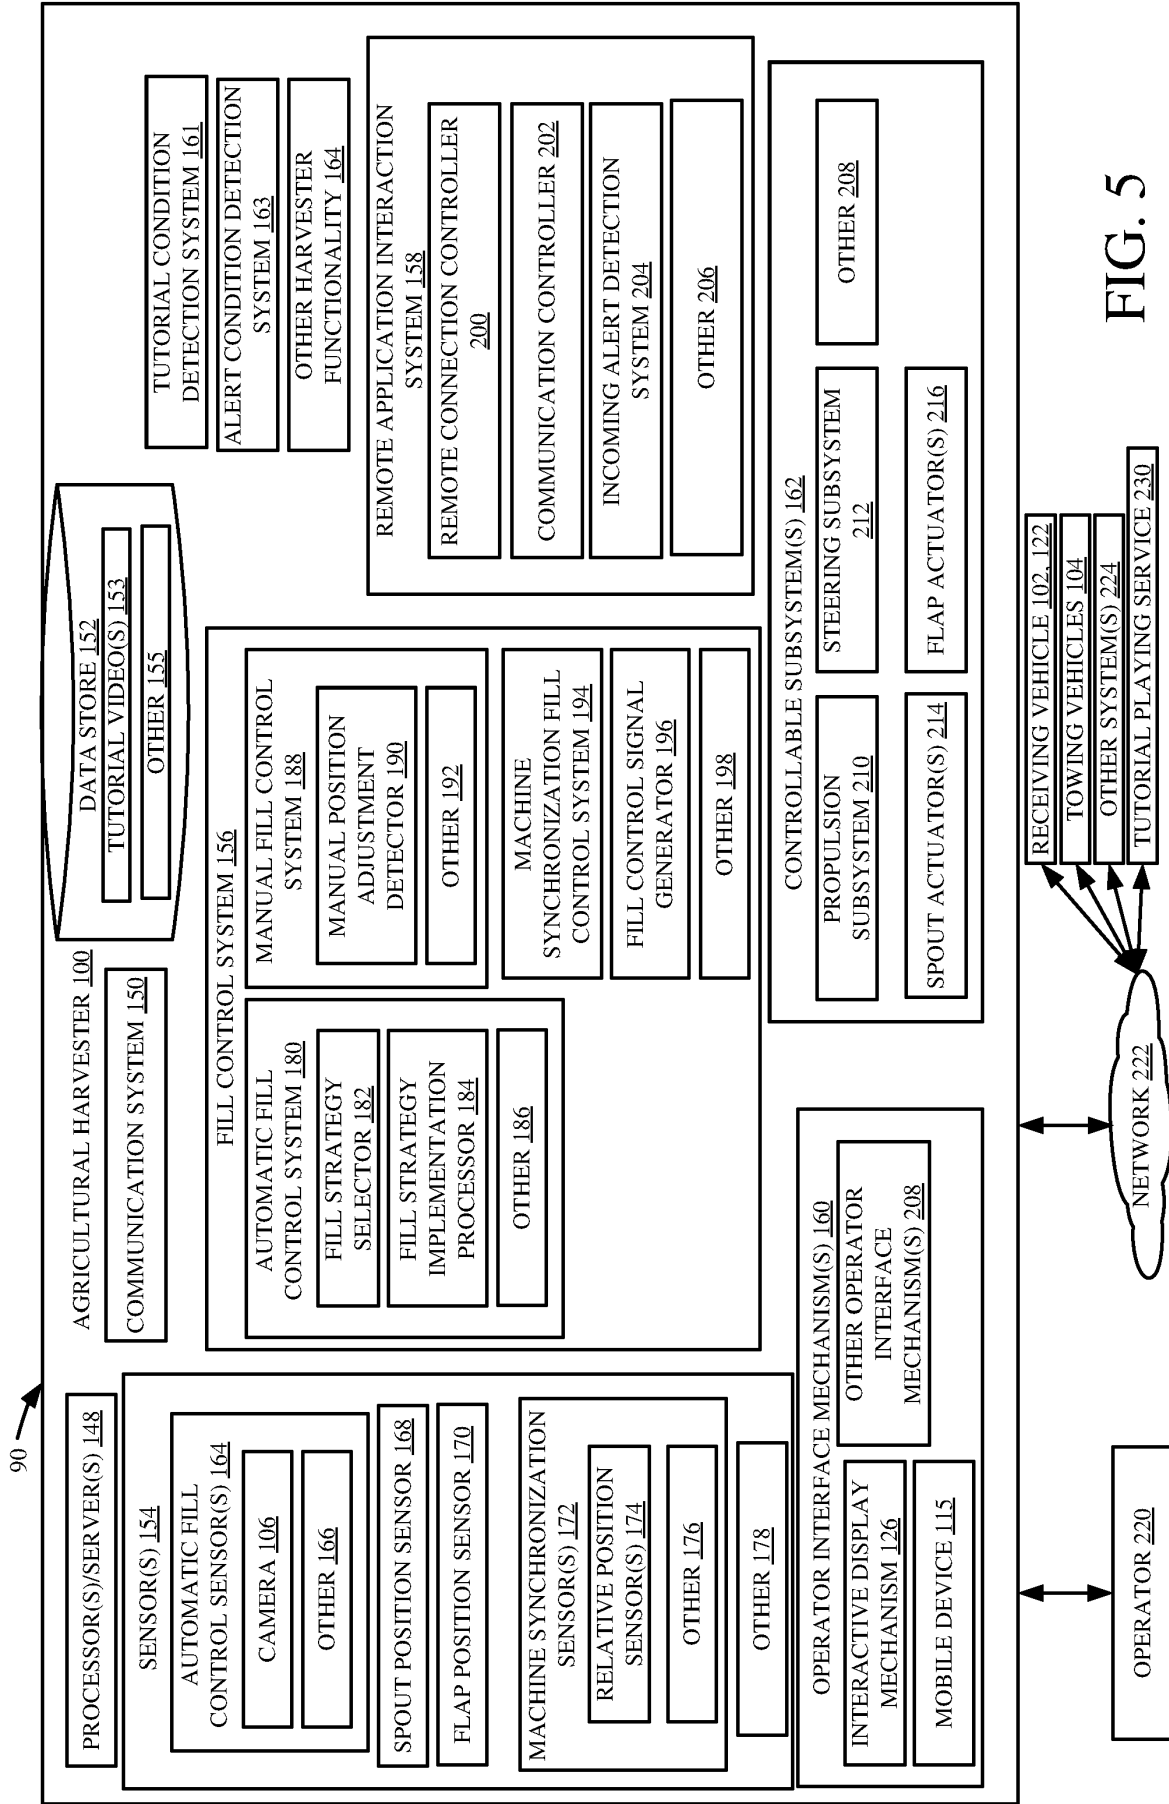 90
AGRICULTURAL HARVESTER 100
PROCESSOR(S)/SERVER(S) 148
COMMUNICATION SYSTEM 150
DATA STORE 152
TUTORIAL VIDEO(S) 153
OTHER 155
TUTORIAL CONDITION
DETECTION SYSTEM 161
ALERT CONDITION DETECTION
SYSTEM 163
OTHER HARVESTER
FUNCTIONALITY 164
SENSOR(S) 154
AUTOMATIC FILL
CONTROL SENSOR(S) 164
CAMERA 106
OTHER 166
SPOUT POSITION SENSOR 168
FLAP POSITION SENSOR 170
MACHINE SYNCHRONIZATION
SENSOR(S) 172
RELATIVE POSITION
SENSOR(S) 174
OTHER 176
OTHER 178
FILL CONTROL SYSTEM 156
AUTOMATIC FILL
CONTROL SYSTEM 180
FILL STRATEGY
SELECTOR 182
FILL STRATEGY
IMPLEMENTATION
PROCESSOR 184
OTHER 186
MANUAL FILL CONTROL
SYSTEM 188
MANUAL POSITION
ADJUSTMENT
DETECTOR 190
OTHER 192
MACHINE
SYNCHRONIZATION FILL
CONTROL SYSTEM 194
FILL CONTROL SIGNAL
GENERATOR 196
OTHER 198
REMOTE APPLICATION INTERACTION
SYSTEM 158
REMOTE CONNECTION CONTROLLER
200
COMMUNICATION CONTROLLER 202
INCOMING ALERT DETECTION
SYSTEM 204
OTHER 206
OPERATOR INTERFACE MECHANISM(S) 160
INTERACTIVE DISPLAY
MECHANISM 126
MOBILE DEVICE 115
OTHER OPERATOR
INTERFACE
MECHANISM(S) 208
CONTROLLABLE SUBSYSTEM(S) 162
PROPULSION
SUBSYSTEM 210
STEERING SUBSYSTEM
212
OTHER 208
SPOUT ACTUATOR(S) 214
FLAP ACTUATOR(S) 216
OPERATOR 220
NETWORK 222
RECEIVING VEHICLE 102, 122
TOWING VEHICLES 104
OTHER SYSTEM(S) 224
TUTORIAL PLAYING SERVICE 230
FIG. 5